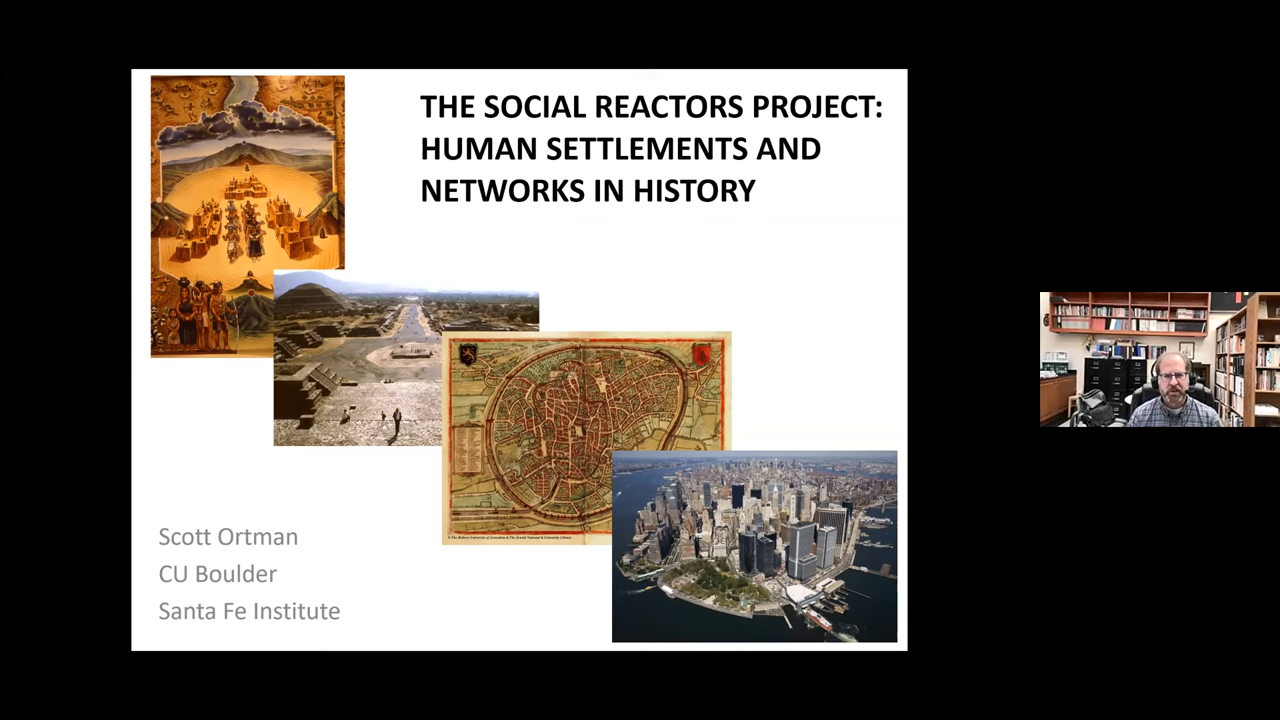 THE SOCIAL REACTORS PROJECT:
HUMAN SETTLEMENTS AND
NETWORKS IN HISTORY
Scott Ortman
CU Boulder
Santa Fe Institute